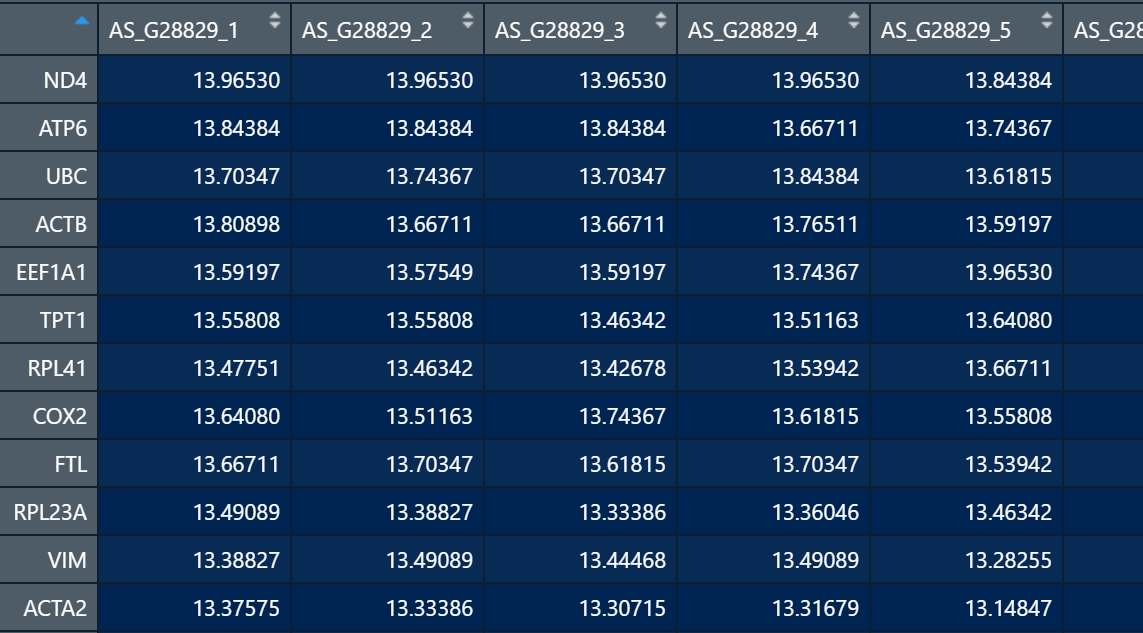 AS_G28829_1 AS_G28829_2 AS_G28829_3 AS_G28829_4 AS_G28829_5 AS_G28
ND4 13.96530 13.96530 13.96530 13.96530 13.84384
ATP6 13.84384 13.84384 13.84384 13.66711 13.74367
UBC 13.70347 13.74367 13.70347 13.84384 13.61815
ACTB 13.80898 13.66711 13.66711 13.76511 13.59197
EEF1A1 13.59197 13.57549 13.59197 13.74367 13.96530
TPT1 13.55808 13.55808 13.46342 13.51163 13.64080
RPL41 13.47751 13.46342 13.42678 13.53942 13.66711
COX2 13.64080 13.51163 13.74367 13.61815 13.55808
FTL 13.66711 13.70347 13.61815 13.70347 13.53942
RPL23A 13.49089 13.38827 13.33386 13.36046 13.46342
VIM 13.38827 13.49089 13.44468 13.49089 13.28255
ACTA2 13.37575 13.33386 13.30715 13.31679 13.14847